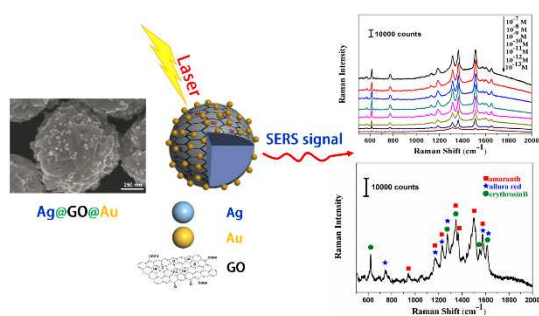 Laser
250 nm
Ag@GO@Au
SERS signal
Ag
Au
GO
10000 counts
10^-7 M
10^-8 M
10^-9 M
10^-10 M
10^-11 M
10^-12 M
10^-13 M
Raman Intensity
600 800 1000 1200 1400 1600 1800 2000
Raman Shift (cm^-1)
10000 counts
amaranth
allura red
erythrosinB
Raman Intensity
600 800 1000 1200 1400 1600 1800 2000
Raman Shift (cm^-1)